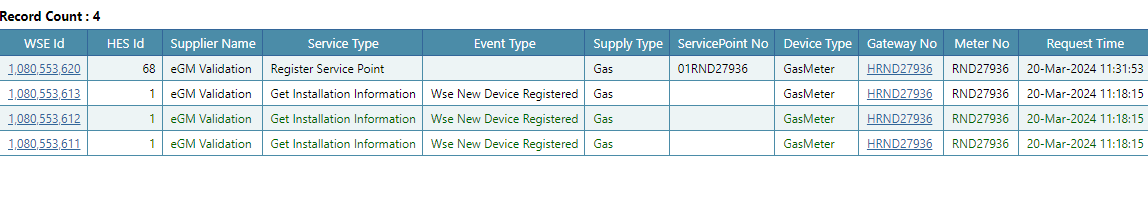 Record Count : 4
WSE Id HES Id Supplier Name Service Type Event Type Supply Type ServicePoint No Device Type Gateway No Meter No Request Time
1,080,553,620 68 eGM Validation Register Service Point Gas 01RND27936 GasMeter HRND27936 RND27936 20-Mar-2024 11:31:53
1,080,553,613 1 eGM Validation Get Installation Information Wse New Device Registered Gas GasMeter HRND27936 RND27936 20-Mar-2024 11:18:15
1,080,553,612 1 eGM Validation Get Installation Information Wse New Device Registered Gas GasMeter HRND27936 RND27936 20-Mar-2024 11:18:15
1,080,553,611 1 eGM Validation Get Installation Information Wse New Device Registered Gas GasMeter HRND27936 RND27936 20-Mar-2024 11:18:15